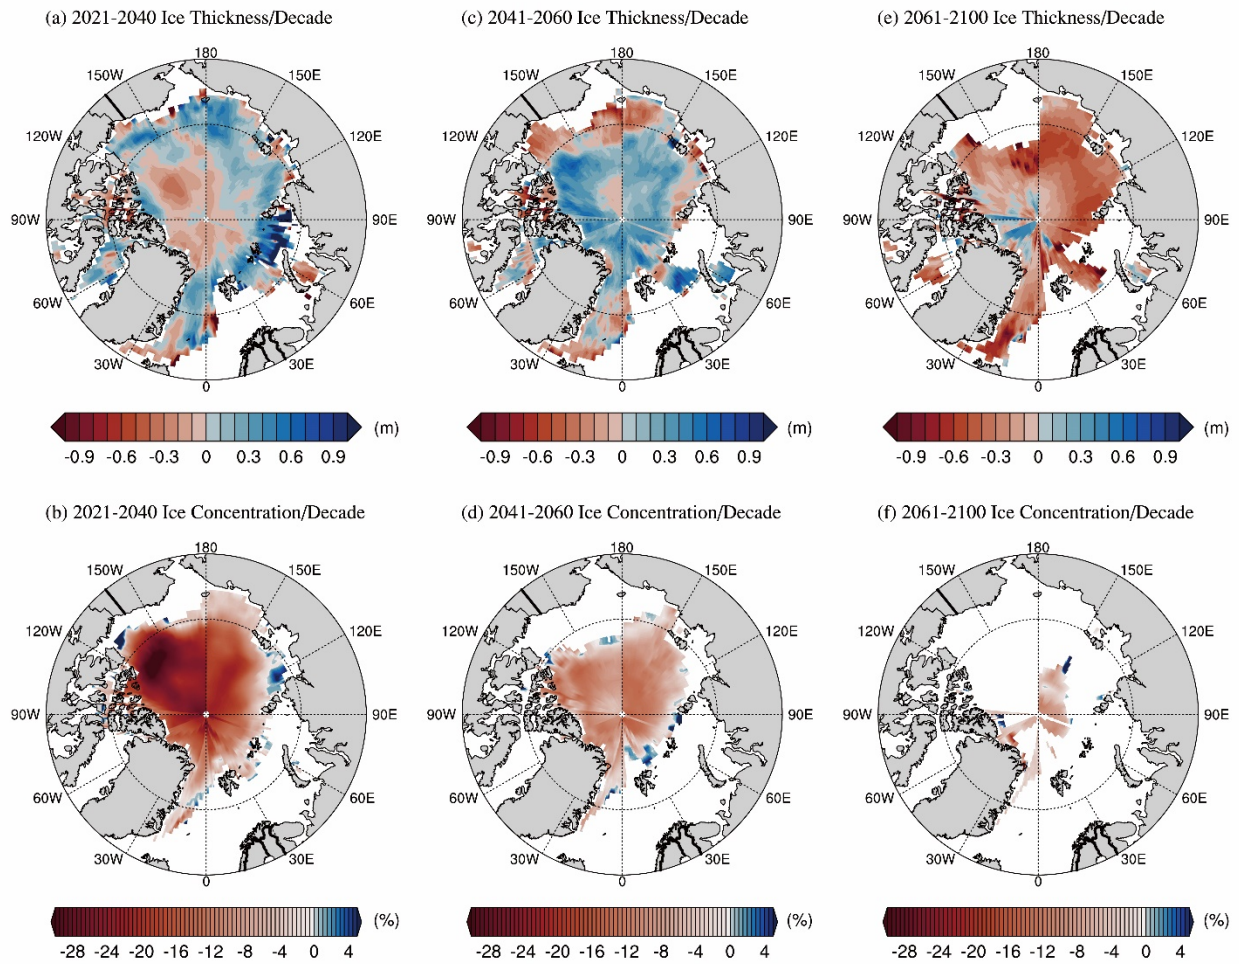 (a) 2021-2040 Ice Thickness/Decade
180
150W 150E
120W 120E
90W 90E
60W 60E
30W 30E
0
-0.9 -0.6 -0.3 0 0.3 0.6 0.9 (m)
(c) 2041-2060 Ice Thickness/Decade
180
150W 150E
120W 120E
90W 90E
60W 60E
30W 30E
0
-0.9 -0.6 -0.3 0 0.3 0.6 0.9 (m)
(e) 2061-2100 Ice Thickness/Decade
180
150W 150E
120W 120E
90W 90E
60W 60E
30W 30E
0
-0.9 -0.6 -0.3 0 0.3 0.6 0.9 (m)
(b) 2021-2040 Ice Concentration/Decade
180
150W 150E
120W 120E
90W 90E
60W 60E
30W 30E
0
-28 -24 -20 -16 -12 -8 -4 0 4 (%)
(d) 2041-2060 Ice Concentration/Decade
180
150W 150E
120W 120E
90W 90E
60W 60E
30W 30E
0
-28 -24 -20 -16 -12 -8 -4 0 4 (%)
(f) 2061-2100 Ice Concentration/Decade
180
150W 150E
120W 120E
90W 90E
60W 60E
30W 30E
0
-28 -24 -20 -16 -12 -8 -4 0 4 (%)